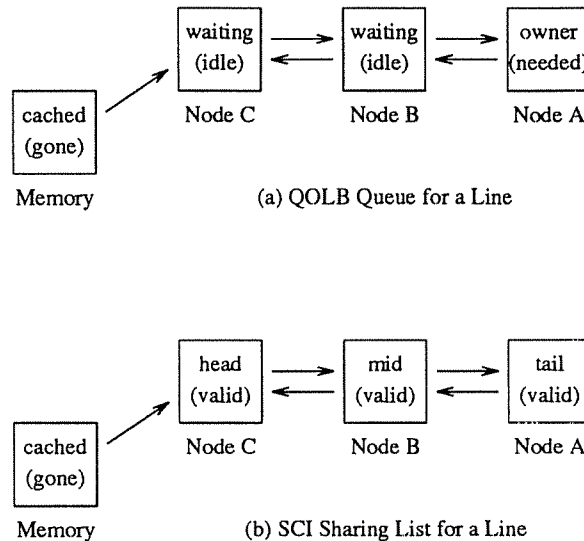 waiting
(idle)
waiting
(idle)
owner
(needed)
Node C
Node B
Node A
cached
(gone)
Memory
(a) QOLB Queue for a Line
head
(valid)
mid
(valid)
tail
(valid)
Node C
Node B
Node A
cached
(gone)
Memory
(b) SCI Sharing List for a Line